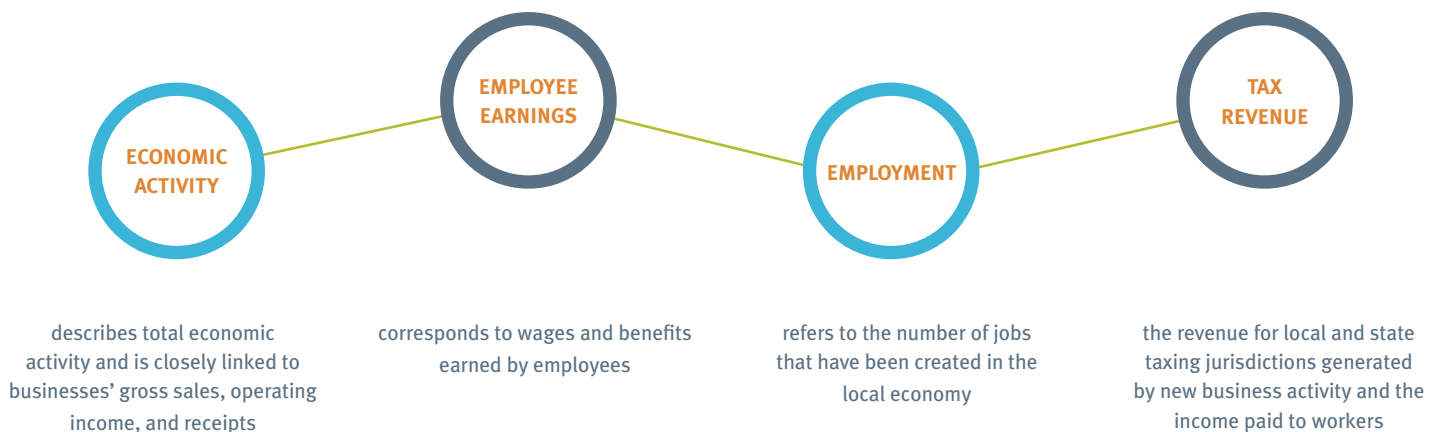 ECONOMIC
ACTIVITY
describes total economic
activity and is closely linked to
businesses’ gross sales, operating
income, and receipts
EMPLOYEE
EARNINGS
corresponds to wages and benefits
earned by employees
EMPLOYMENT
refers to the number of jobs
that have been created in the
local economy
TAX
REVENUE
the revenue for local and state
taxing jurisdictions generated
by new business activity and the
income paid to workers